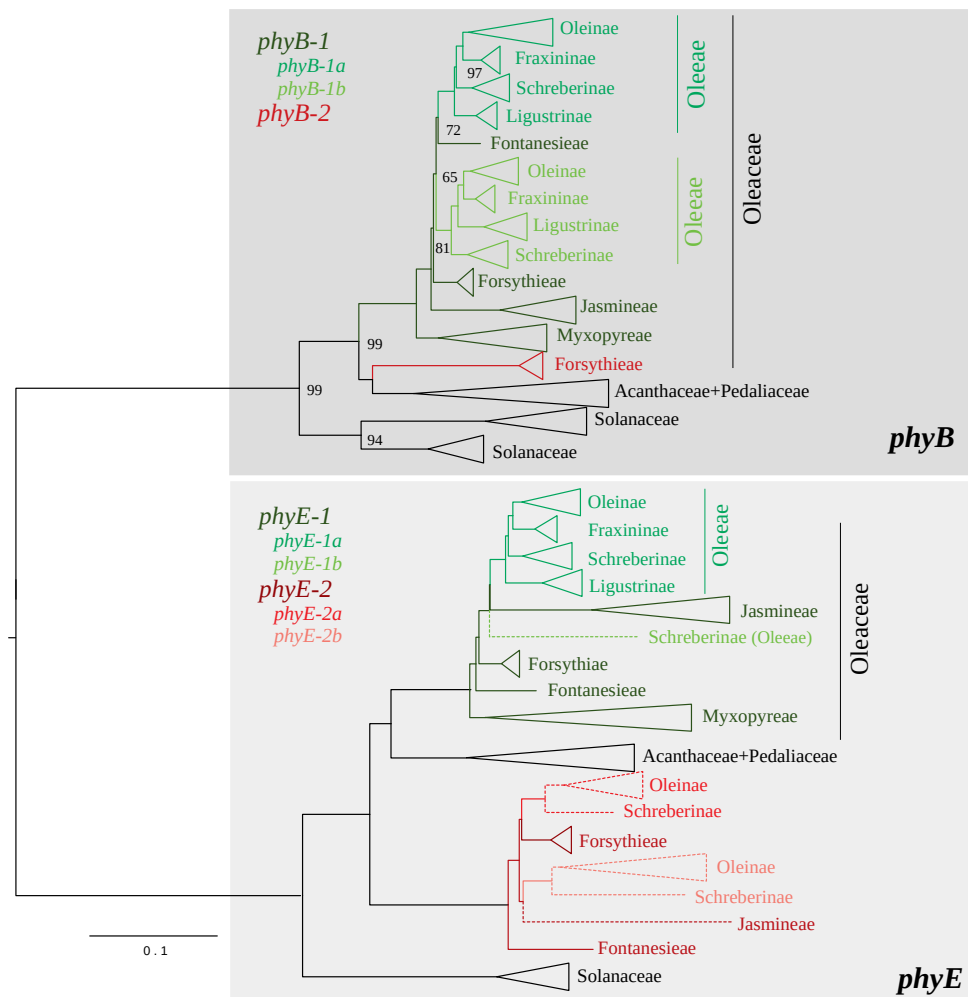 phyB-1
phyB-1a
phyB-1b
phyB-2
Oleinae
Fraxininae
97
Schreberinae
Ligustrinae
72
Fontanesieae
Oleeae
Oleinae
65
Fraxininae
Ligustrinae
81
Schreberinae
Oleeae
Forsythieae
Jasmineae
Myxopyreae
Oleaceae
99
Forsythieae
99
Acanthaceae+Pedaliaceae
Solanaceae
94
Solanaceae
phyB
phyE-1
phyE-1a
phyE-1b
phyE-2
phyE-2a
phyE-2b
Oleinae
Fraxininae
Schreberinae
Ligustrinae
Oleeae
Jasmineae
Schreberinae (Oleeae)
Forsythiae
Fontanesieae
Myxopyreae
Oleaceae
Acanthaceae+Pedaliaceae
Oleinae
Schreberinae
Forsythieae
Oleinae
Schreberinae
Jasmineae
Fontanesieae
Solanaceae
phyE
0.1